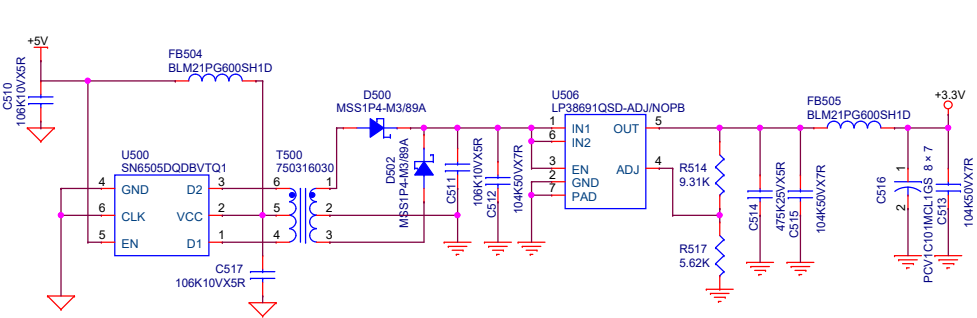 +5V
C510
106K10VX5R
FB504
BLM21PG600SH1D
U500
SN6505DQDBVTQ1
4 GND D2 3
6 CLK VCC 2
5 EN D1 1
C517
106K10VX5R
T500
750316030
6 1
5 2
4 3
D500
MSS1P4-M3/89A
D502
MSS1P4-M3/89A
C511
106K10VX5R
C512
104K50VX7R
U506
LP38691QSD-ADJ/NOPB
1 IN1 OUT 5
6 IN2
3 EN ADJ 4
2 GND
7 PAD
R514
9.31K
R517
5.62K
C514
475K25VX5R
C515
104K50VX7R
FB505
BLM21PG600SH1D
+3.3V
C516
1
2
PCV1C101MCL1GS 8×7
C513
104K50VX7R